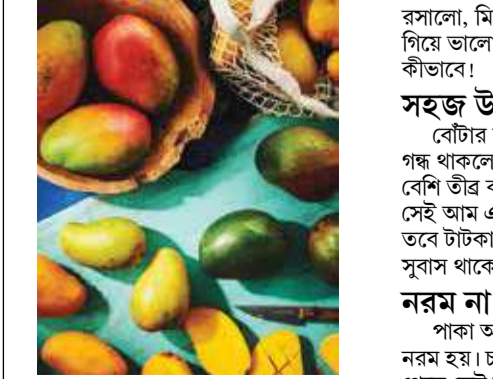 রসালো, মি
গিয়ে ভালো
কীভাবে!
সহজ উ
বোঁটার
গন্ধ থাকলে
বেশি তীব্র ব
সেই আম এ
তবে টাটকা
সুবাস থাকে
নরম না
পাকা অ
নরম হয়। চ